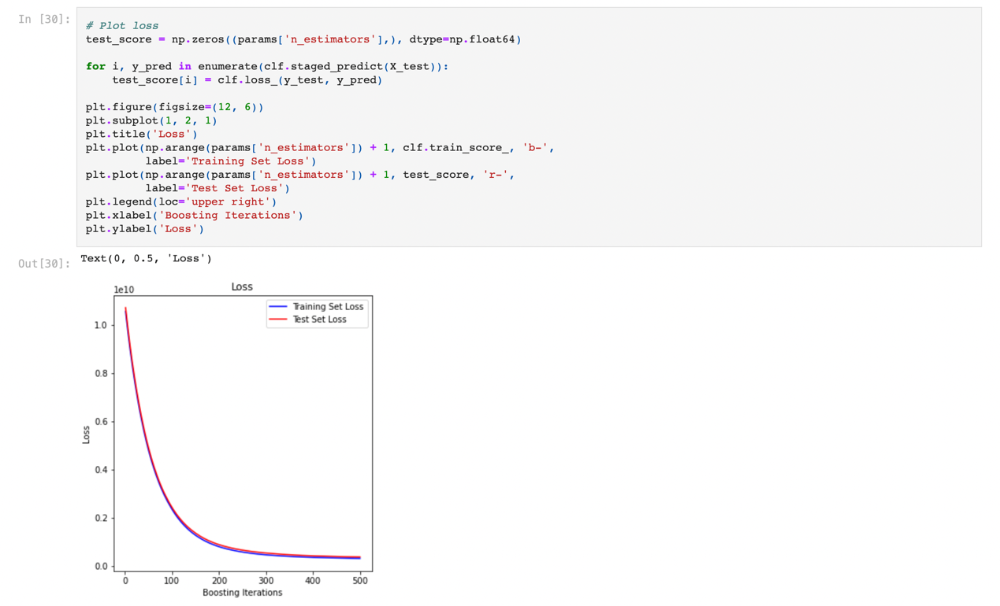 In [30]:
# Plot loss
test_score = np.zeros((params['n_estimators'],), dtype=np.float64)
for i, y_pred in enumerate(clf.staged_predict(X_test)):
    test_score[i] = clf.loss_(y_test, y_pred)
plt.figure(figsize=(12, 6))
plt.subplot(1, 2, 1)
plt.title('Loss')
plt.plot(np.arange(params['n_estimators']) + 1, clf.train_score_, 'b-',
         label='Training Set Loss')
plt.plot(np.arange(params['n_estimators']) + 1, test_score, 'r-',
         label='Test Set Loss')
plt.legend(loc='upper right')
plt.xlabel('Boosting Iterations')
plt.ylabel('Loss')
Out[30]:
Text(0, 0.5, 'Loss')
Loss
1e10
Training Set Loss
Test Set Loss
1.0
0.8
0.6
0.4
0.2
0.0
Loss
0 100 200 300 400 500
Boosting Iterations